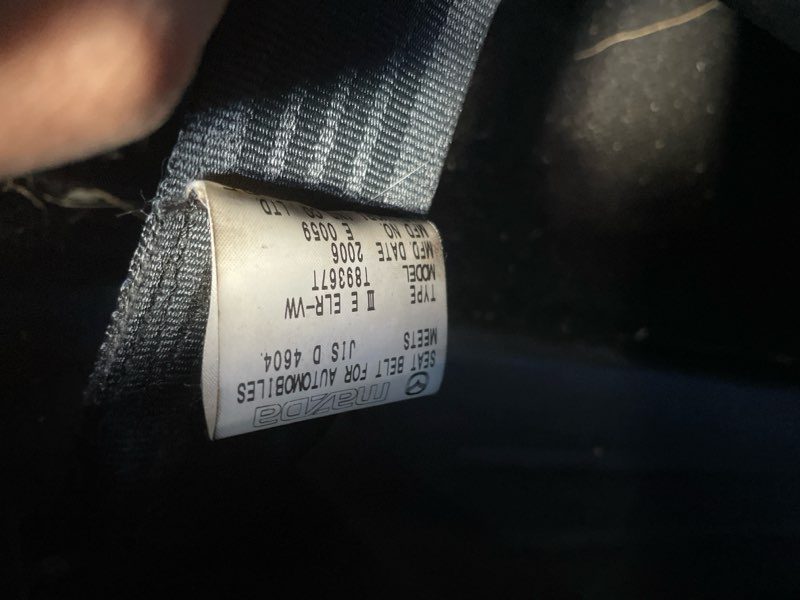 mazda
SEAT BELT FOR AUTOMOBILES
MEETS JIS D 4604.
TYPE III E ELR-VW
MODEL T89367T
MFD. DATE 2006
MFD NO. E 0059
CO. LTD